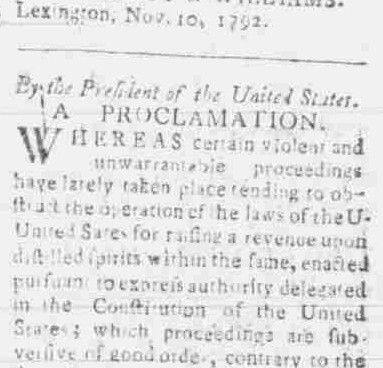 WILLIAMS.
Lexington, Nov. 10, 1792.
By the Preſident of the United States.
A PROCLAMATION.
WHEREAS certain violent and
unwarrantable proceedings
have lately taken place tending to ob-
ſtruct the operation of the laws of the U-
United Sates for raiſing a revenue upon
diſtilled ſpirits within the ſame, enacted
purſuant to expreſs authority delegated
in the Conſtitution of the United
States; which proceedings are ſub-
verſive of good order, contrary to the